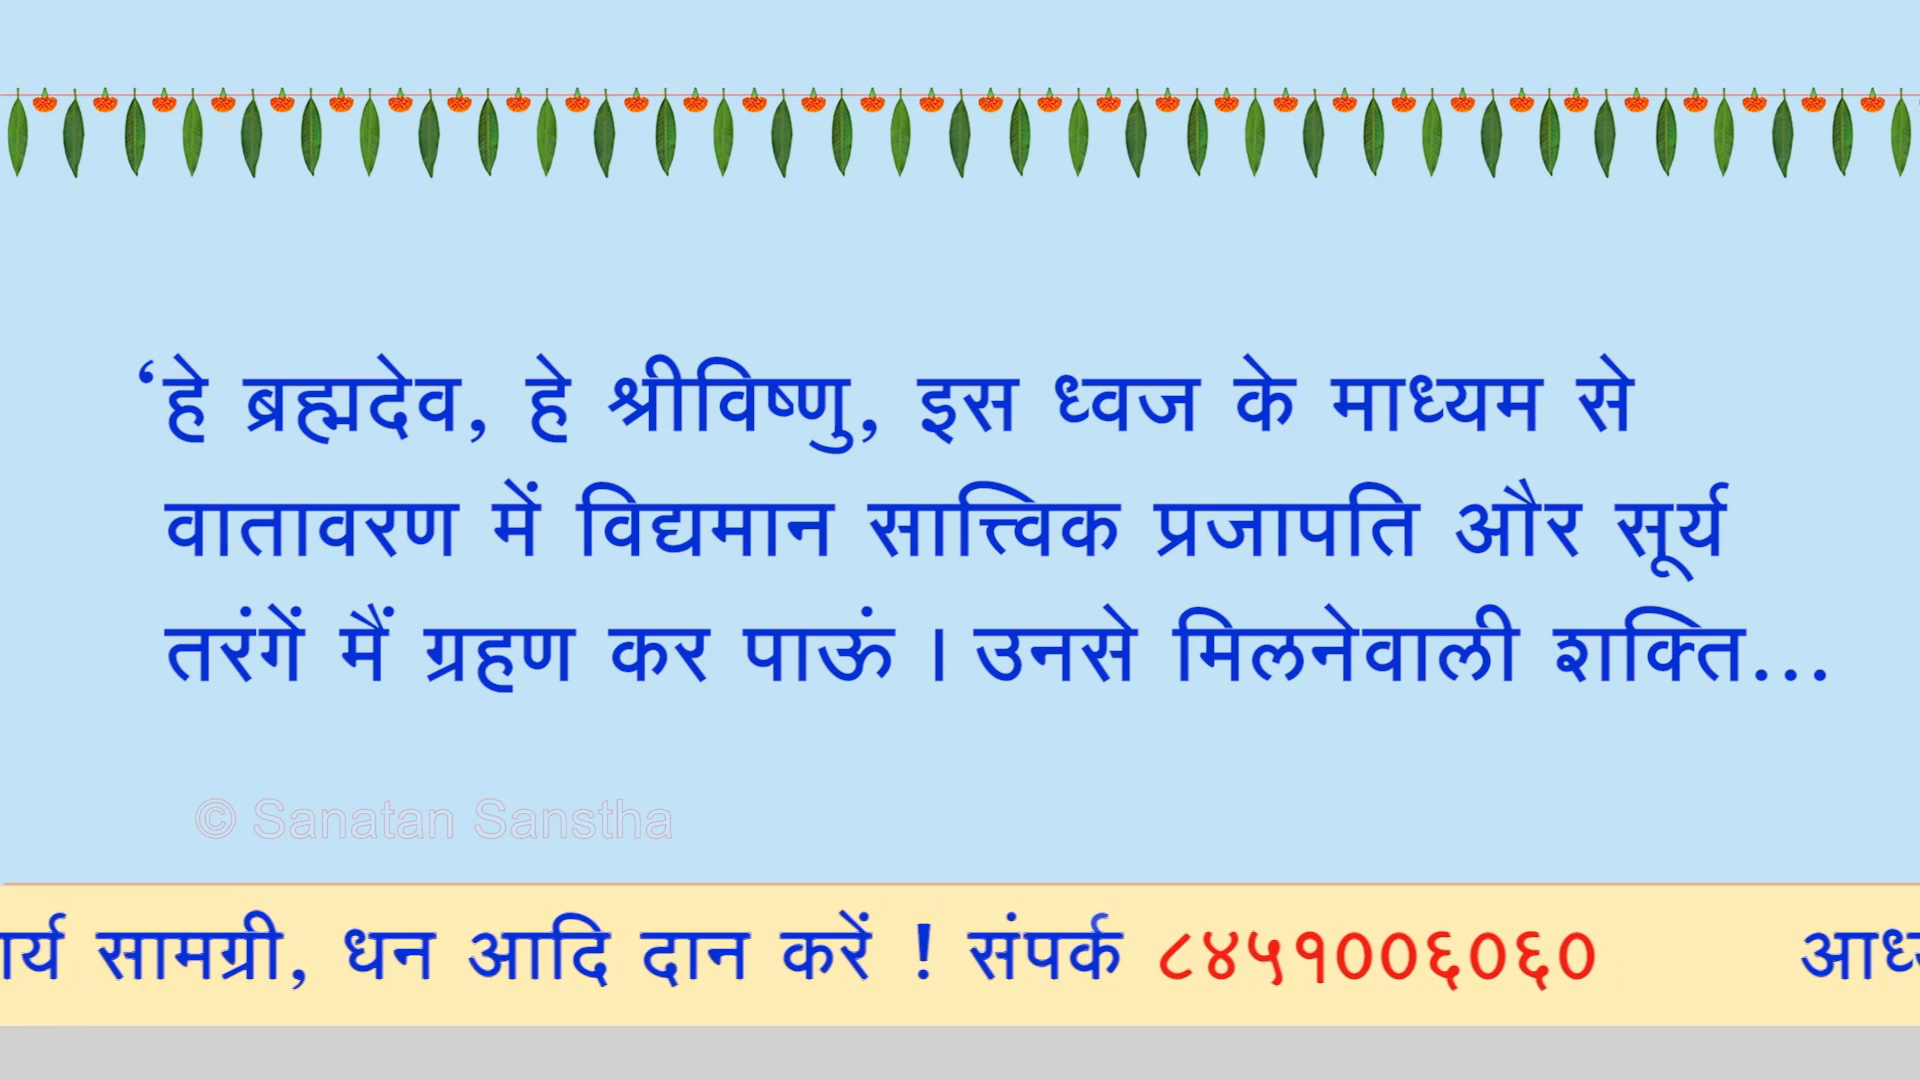 ‘हे ब्रह्मदेव, हे श्रीविष्णु, इस ध्वज के माध्यम से
वातावरण में विद्यमान सात्त्विक प्रजापति और सूर्य
तरंगें मैं ग्रहण कर पाऊं । उनसे मिलनेवाली शक्ति...
© Sanatan Sanstha
सामग्री, धन आदि दान करें ! संपर्क ८४५१००६०६०